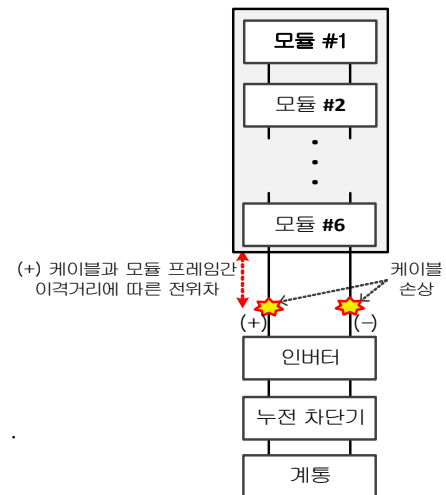 모듈 #1
모듈 #2
모듈 #6
(+) 케이블과 모듈 프레임간
이격거리에 따른 전위차
케이블
손상
(+)
(−)
인버터
누전 차단기
계통